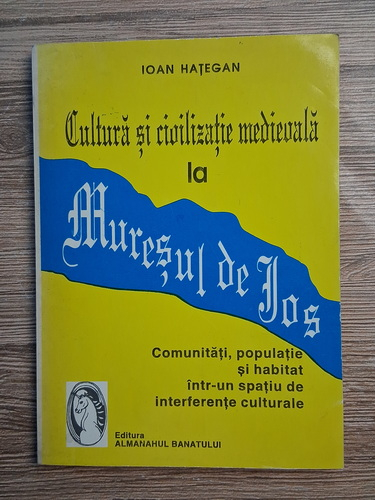 IOAN HAȚEGAN
Cultură și civilizație medievală
la
Mureșul de Jos
Comunități, populație
și habitat
într-un spațiu de
interferențe culturale
Editura
ALMANAHUL BANATULUI